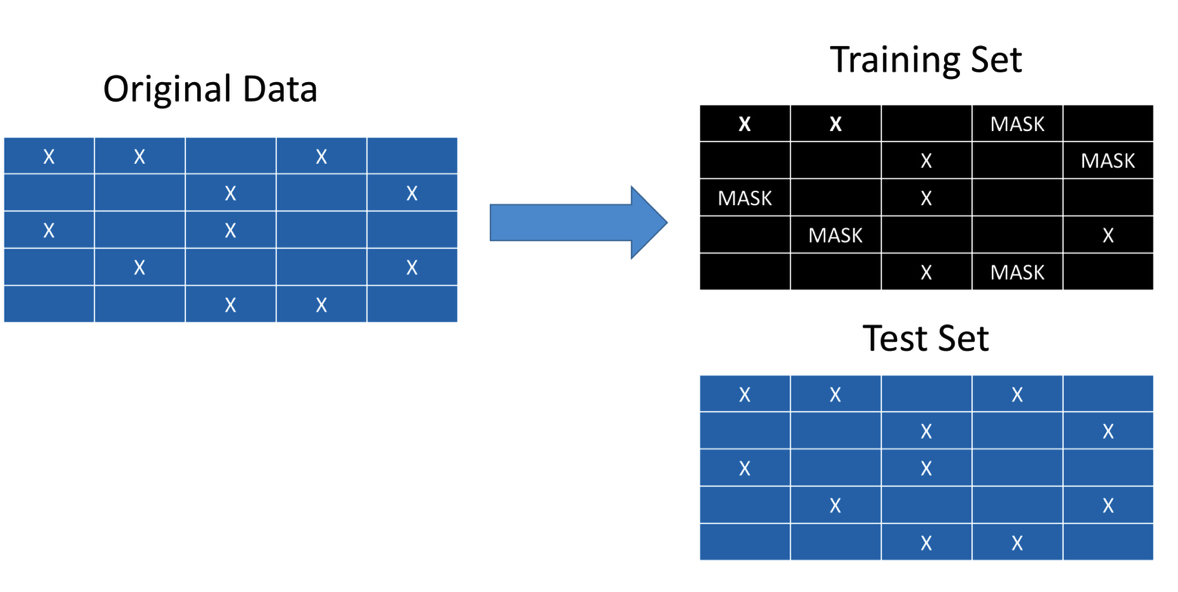 Original Data
X X X
X X
X X
X X
X X
Training Set
X X MASK
X MASK
MASK X
MASK X
X MASK
Test Set
X X X
X X
X X
X X
X X